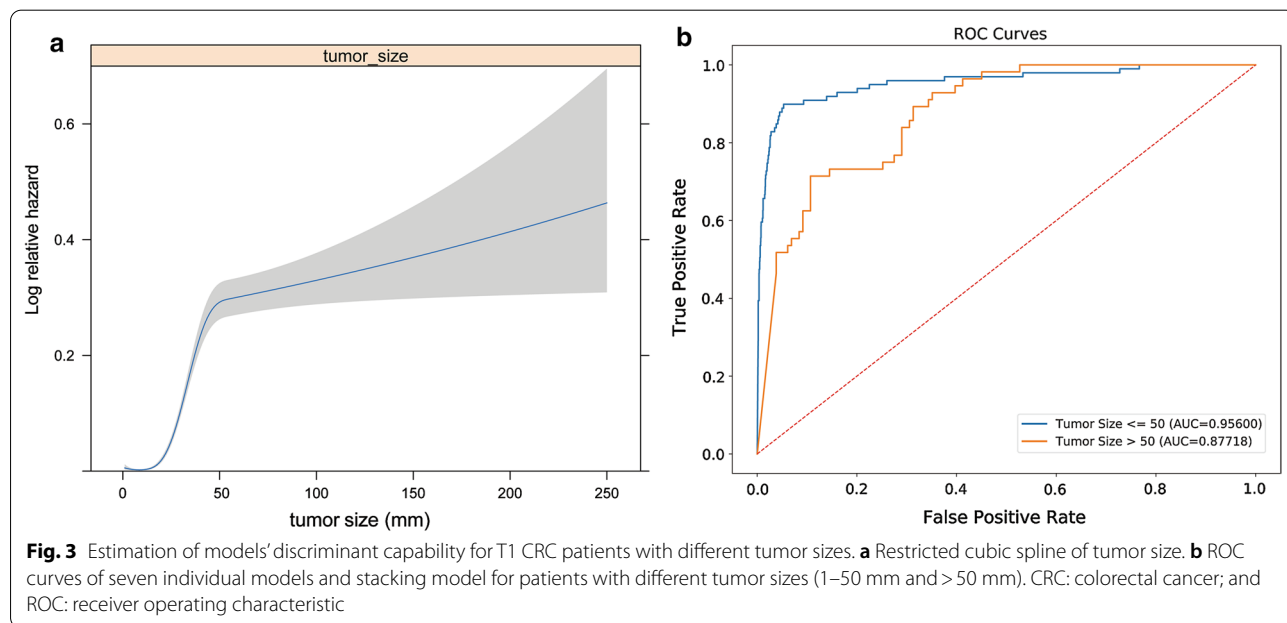 a
tumor_size
0.6
0.4
0.2
Log relative hazard
0
50
100
150
200
250
tumor size (mm)
b
ROC Curves
1.0
0.8
0.6
0.4
0.2
0.0
True Positive Rate
Tumor Size <= 50 (AUC=0.95600)
Tumor Size > 50 (AUC=0.87718)
0.0
0.2
0.4
0.6
0.8
1.0
False Positive Rate
Fig. 3 Estimation of models' discriminant capability for T1 CRC patients with different tumor sizes. a Restricted cubic spline of tumor size. b ROC
curves of seven individual models and stacking model for patients with different tumor sizes (1–50 mm and > 50 mm). CRC: colorectal cancer; and
ROC: receiver operating characteristic